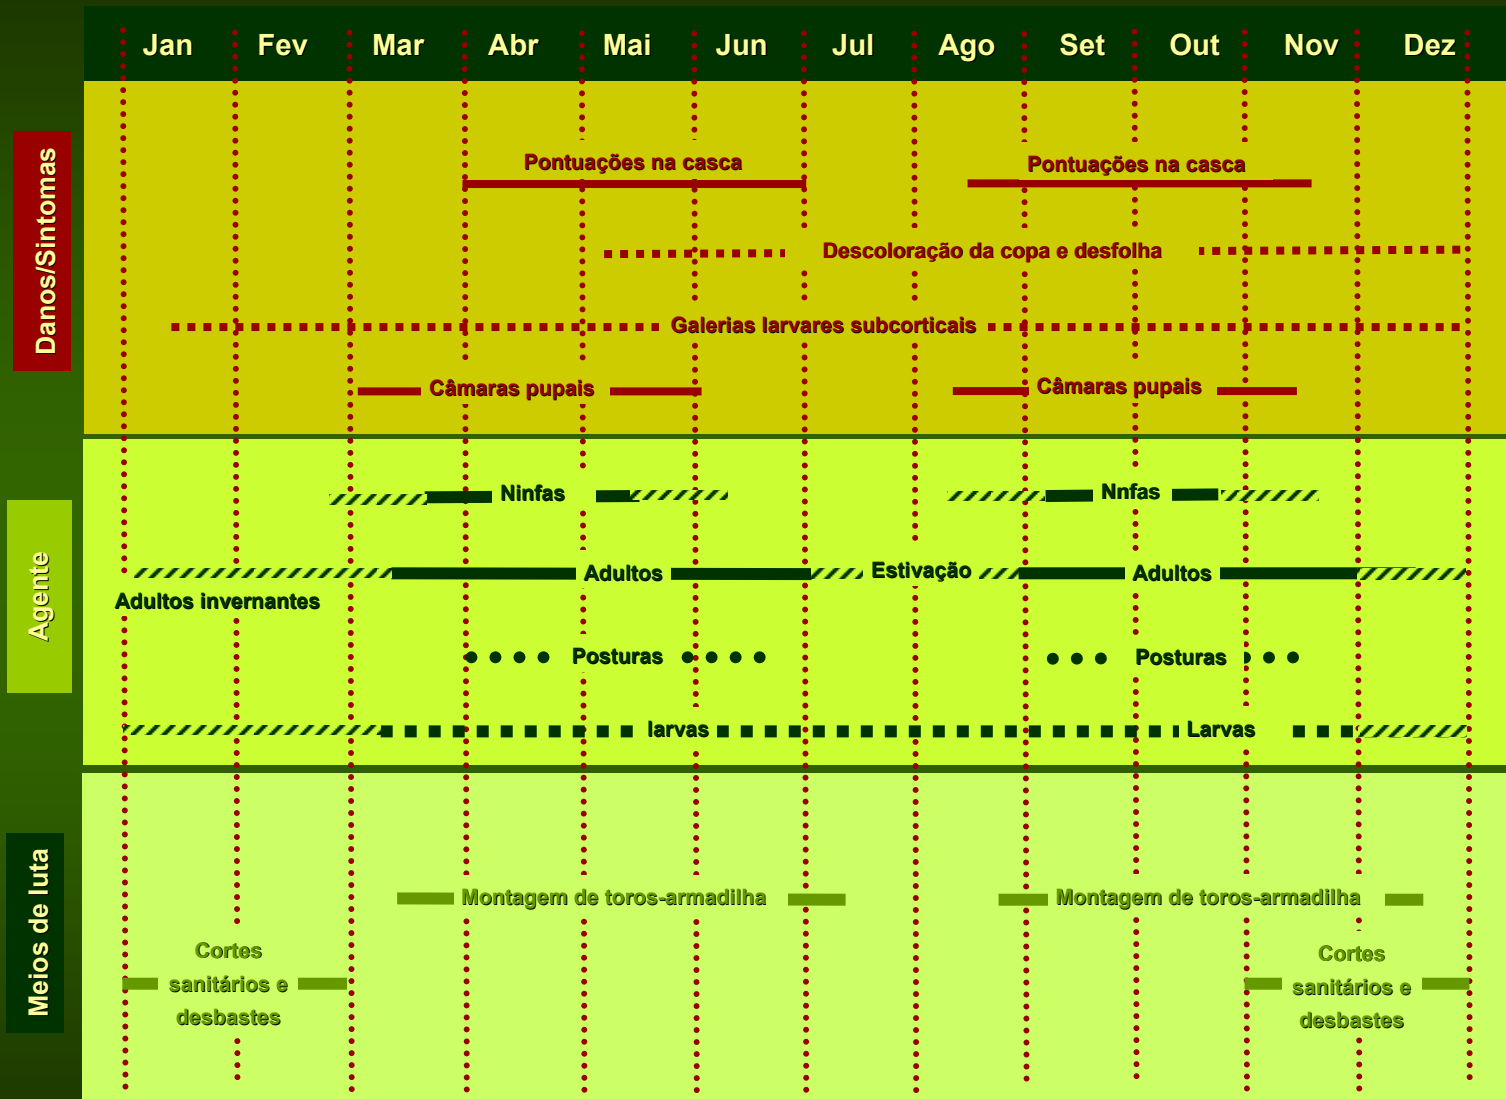 Jan Fev Mar Abr Mai Jun Jul Ago Set Out Nov Dez
Danos/Sintomas
Pontuações na casca
Pontuações na casca
Descoloração da copa e desfolha
Galerias larvares subcorticais
Câmaras pupais
Câmaras pupais
Agente
Ninfas
Nnfas
Adultos
Estivação
Adultos
Adultos invernantes
Posturas
Posturas
larvas
Larvas
Meios de luta
Montagem de toros-armadilha
Montagem de toros-armadilha
Cortes
sanitários e
desbastes
Cortes
sanitários e
desbastes